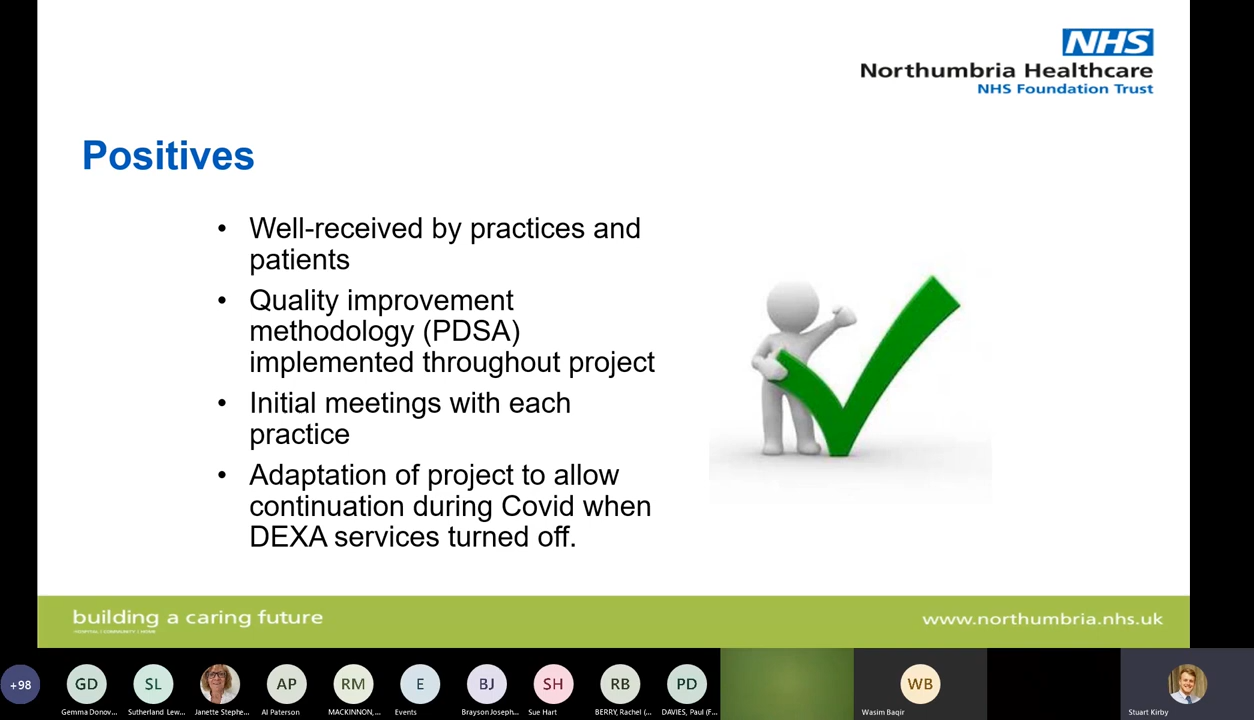 NHS
Northumbria Healthcare
NHS Foundation Trust
Positives
• Well-received by practices and
patients
• Quality improvement
methodology (PDSA)
implemented throughout project
• Initial meetings with each
practice
• Adaptation of project to allow
continuation during Covid when
DEXA services turned off.
building a caring future
HOSPITAL | COMMUNITY | HOME
www.northumbria.nhs.uk
+98
GD
SL
AP
RM
E
BJ
SH
RB
PD
WB
Gemma Donov...
Sutherland Lew...
Janette Stephe...
Al Paterson
MACKINNON,...
Events
Brayson Joseph...
Sue Hart
BERRY, Rachel (...
DAVIES, Paul (F...
Wasim Baqir
Stuart Kirby